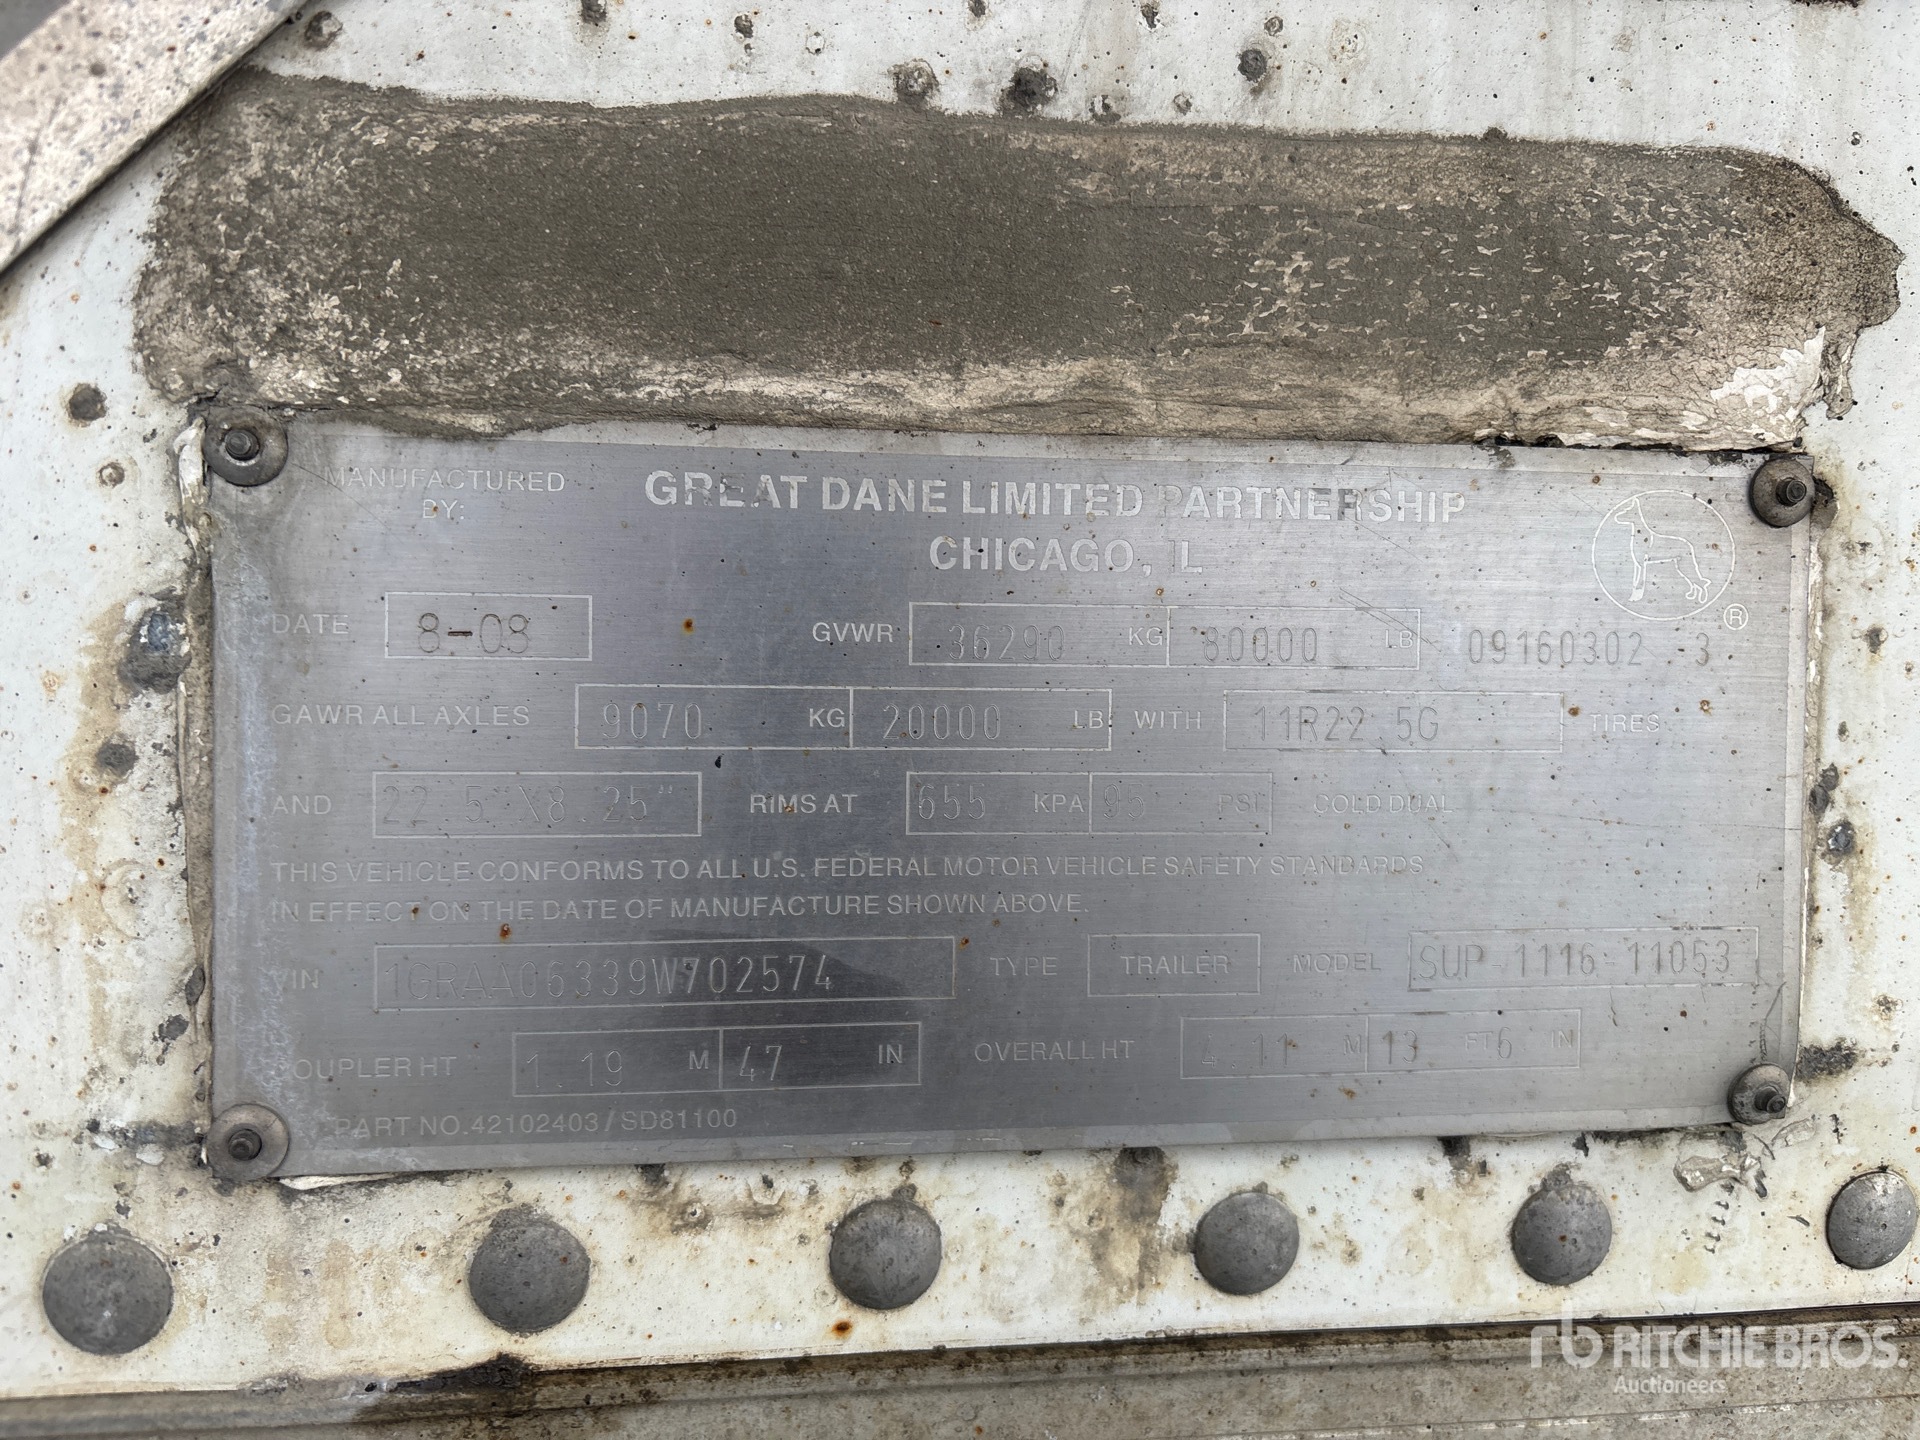 MANUFACTURED BY: GREAT DANE LIMITED PARTNERSHIP
CHICAGO, IL
DATE 8-08 GVWR 36290 KG 80000 LB 09160302 3
GAWR ALL AXLES 9070 KG 20000 LB WITH 11R22.5G TIRES
AND 22.5"X8.25" RIMS AT 655 KPA 95 PSI COLD DUAL
THIS VEHICLE CONFORMS TO ALL U.S. FEDERAL MOTOR VEHICLE SAFETY STANDARDS
IN EFFECT ON THE DATE OF MANUFACTURE SHOWN ABOVE.
VIN 1GRAA06339W702574 TYPE TRAILER MODEL SUP-1116-11053
COUPLER HT 1.19 M 47 IN OVERALL HT 4.11 M 13 FT 6 IN
PART NO. 42102403/SD81100
®
rb RITCHIE BROS.
Auctioneers